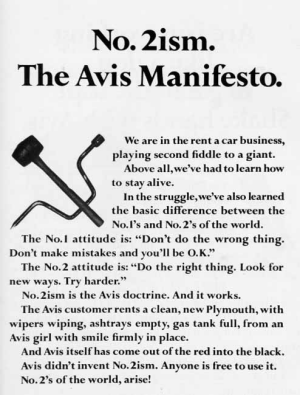 No. 2ism.
The Avis Manifesto.
We are in the rent a car business,
playing second fiddle to a giant.
Above all, we've had to learn how
to stay alive.
In the struggle, we've also learned
the basic difference between the
No.1's and No. 2's of the world.
The No.1 attitude is: “Don't do the wrong thing.
Don't make mistakes and you'll be O.K.”
The No. 2 attitude is: “Do the right thing. Look for
new ways. Try harder.”
No. 2ism is the Avis doctrine. And it works.
The Avis customer rents a clean, new Plymouth, with
wipers wiping, ashtrays empty, gas tank full, from an
Avis girl with smile firmly in place.
And Avis itself has come out of the red into the black.
Avis didn't invent No. 2ism. Anyone is free to use it.
No. 2's of the world, arise!